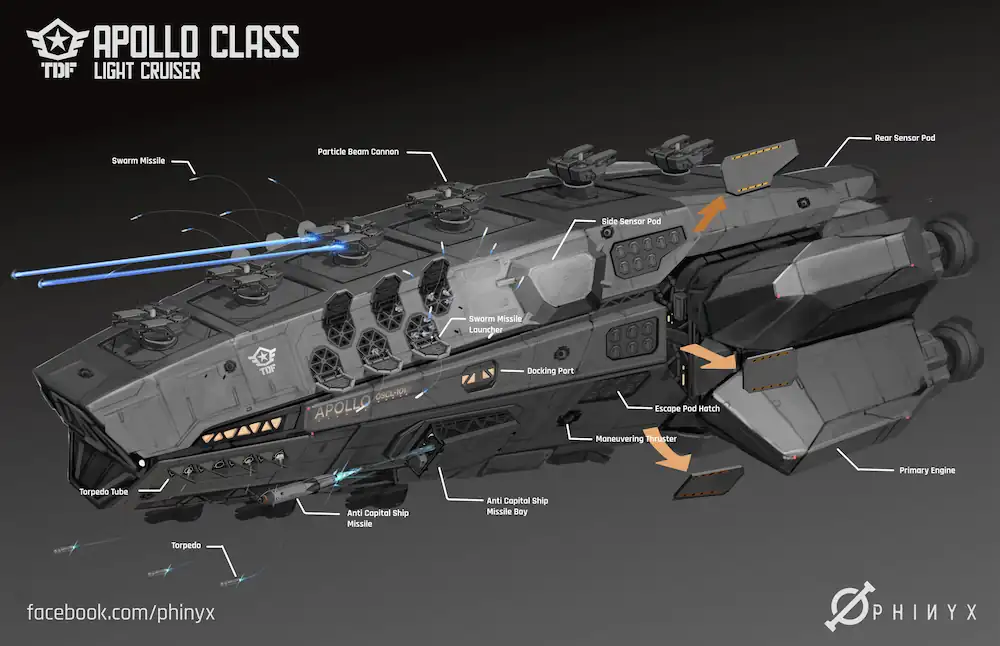 APOLLO CLASS
TDF
LIGHT CRUISER
Rear Sensor Pod
Particle Beam Cannon
Swarm Missile
Side Sensor Pod
Swarm Missile
Launcher
TDF
Docking Port
APOLLO
Escape Pod Hatch
Maneuvering Thruster
Primary Engine
Torpedo Tube
Anti Capital Ship
Missile Bay
Anti Capital Ship
Missile
Torpedo
facebook.com/phinyx
PHINYX